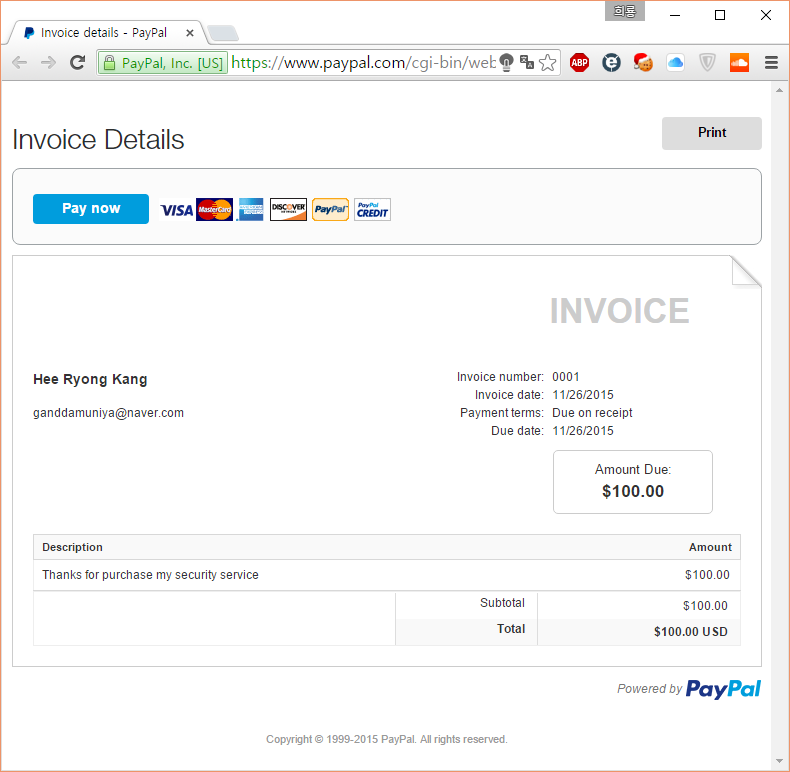 희룡
Invoice details - PayPal
PayPal, Inc. [US] https://www.paypal.com/cgi-bin/web
ABP
Invoice Details
Print
Pay now VISA MasterCard AMERICAN EXPRESS DISCOVER PayPal PayPal CREDIT
INVOICE
Hee Ryong Kang
ganddamuniya@naver.com
Invoice number: 0001
Invoice date: 11/26/2015
Payment terms: Due on receipt
Due date: 11/26/2015
Amount Due:
$100.00
Description Amount
Thanks for purchase my security service $100.00
Subtotal $100.00
Total $100.00 USD
Powered by PayPal
Copyright © 1999-2015 PayPal. All rights reserved.